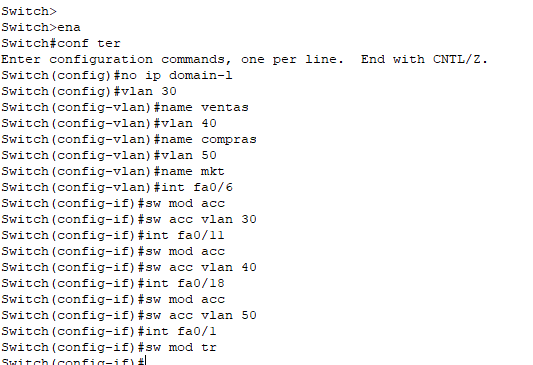 Switch>
Switch>ena
Switch#conf ter
Enter configuration commands, one per line.  End with CNTL/Z.
Switch(config)#no ip domain-l
Switch(config)#vlan 30
Switch(config-vlan)#name ventas
Switch(config-vlan)#vlan 40
Switch(config-vlan)#name compras
Switch(config-vlan)#vlan 50
Switch(config-vlan)#name mkt
Switch(config-vlan)#int fa0/6
Switch(config-if)#sw mod acc
Switch(config-if)#sw acc vlan 30
Switch(config-if)#int fa0/11
Switch(config-if)#sw mod acc
Switch(config-if)#sw acc vlan 40
Switch(config-if)#int fa0/18
Switch(config-if)#sw mod acc
Switch(config-if)#sw acc vlan 50
Switch(config-if)#int fa0/1
Switch(config-if)#sw mod tr
Switch(config-if)#